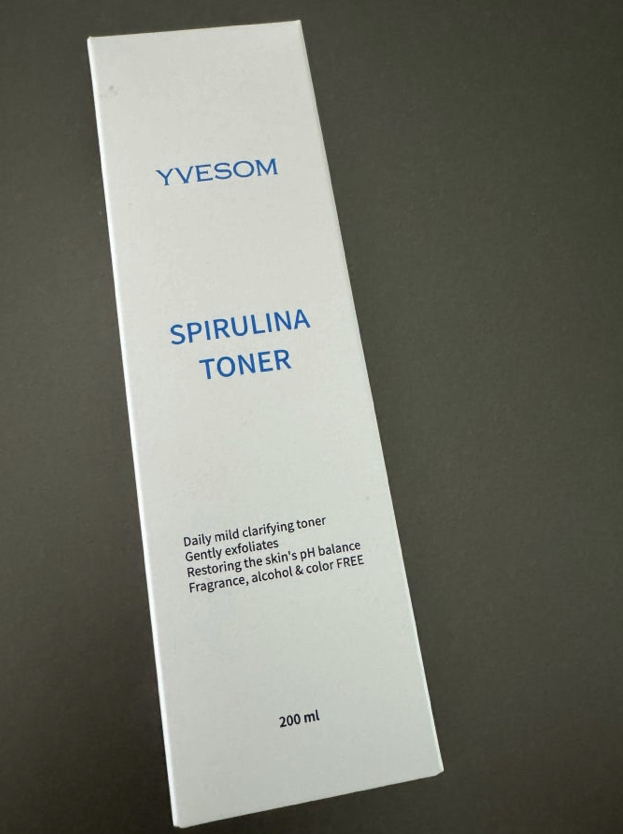 YVESOM
SPIRULINA
TONER
Daily mild clarifying toner
Gently exfoliates
Restoring the skin's pH balance
Fragrance, alcohol & color FREE
200 ml